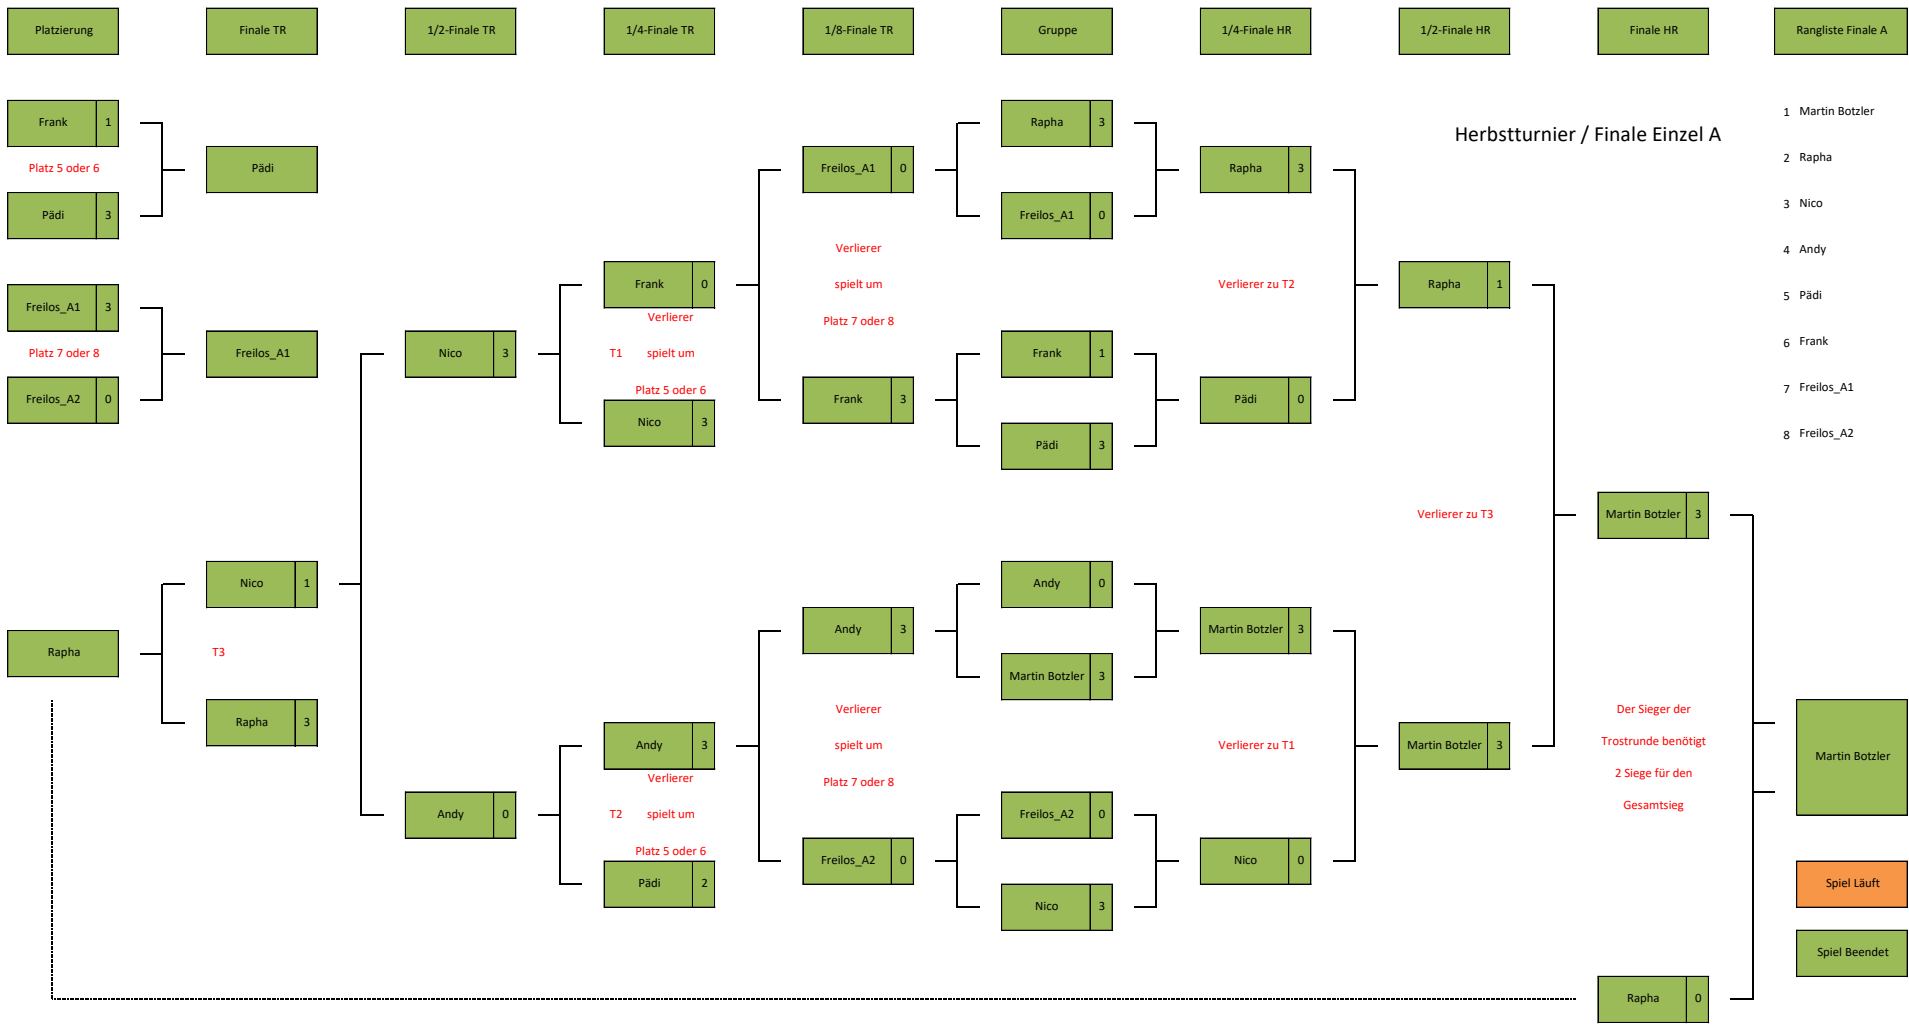 Platzierung
Finale TR
1/2-Finale TR
1/4-Finale TR
1/8-Finale TR
Gruppe
1/4-Finale HR
1/2-Finale HR
Finale HR
Rangliste Finale A
Frank 1
Platz 5 oder 6
Pädi 3
Freilos_A1 3
Platz 7 oder 8
Freilos_A2 0
Rapha
Pädi
Freilos_A1
Nico 1
T3
Rapha 3
Nico 3
Andy 0
Frank 0
Verlierer
T1 spielt um
Platz 5 oder 6
Nico 3
Andy 3
Verlierer
T2 spielt um
Platz 5 oder 6
Pädi 2
Freilos_A1 0
Verlierer
spielt um
Platz 7 oder 8
Frank 3
Andy 3
Verlierer
spielt um
Platz 7 oder 8
Freilos_A2 0
Rapha 3
Freilos_A1 0
Frank 1
Pädi 3
Andy 0
Martin Botzler 3
Freilos_A2 0
Nico 3
Rapha 3
Verlierer zu T2
Pädi 0
Martin Botzler 3
Verlierer zu T1
Nico 0
Herbstturnier / Finale Einzel A
Rapha 1
Verlierer zu T3
Martin Botzler 3
Martin Botzler 3
Der Sieger der
Trostrunde benötigt
2 Siege für den
Gesamtsieg
Rapha 0
1 Martin Botzler
2 Rapha
3 Nico
4 Andy
5 Pädi
6 Frank
7 Freilos_A1
8 Freilos_A2
Martin Botzler
Spiel Läuft
Spiel Beendet